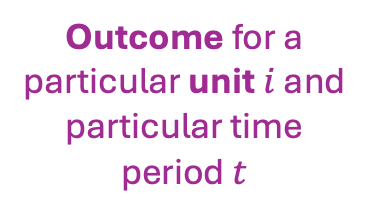 Outcome for a
particular unit i and
particular time
period t